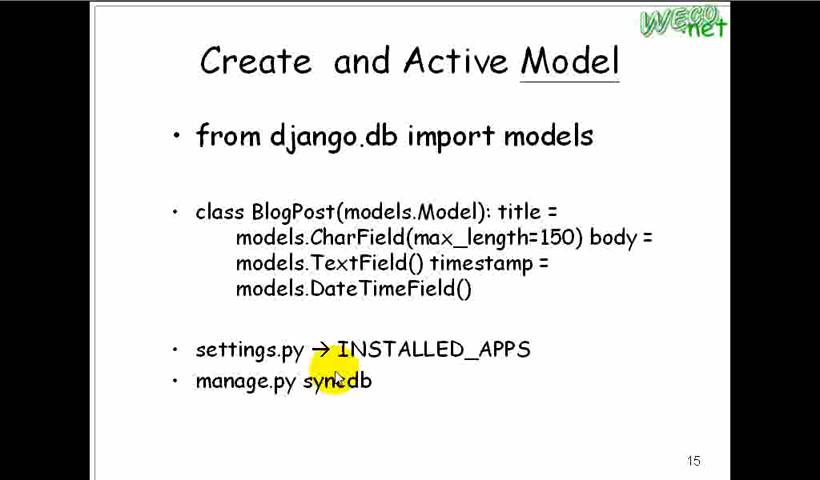 WECO
.net
Create and Active Model
• from django.db import models
• class BlogPost(models.Model): title =
models.CharField(max_length=150) body =
models.TextField() timestamp =
models.DateTimeField()
• settings.py → INSTALLED_APPS
• manage.py syncdb
15